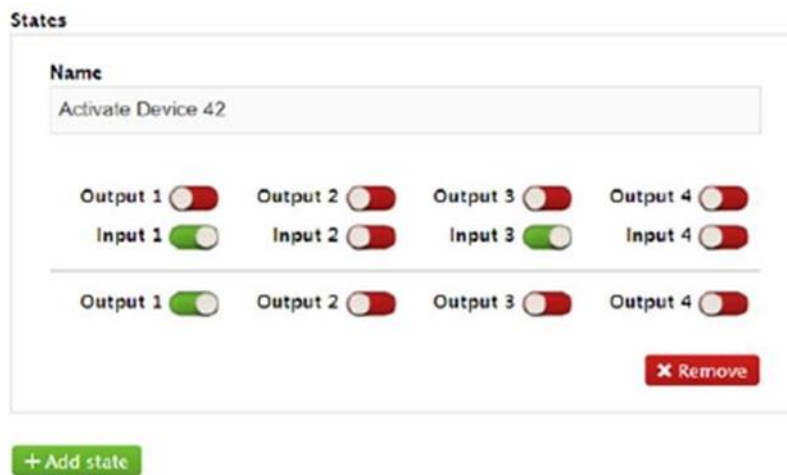 States
Name
Activate Device 42
Output 1 Output 2 Output 3 Output 4
Input 1 Input 2 Input 3 Input 4
Output 1 Output 2 Output 3 Output 4
✖ Remove
+ Add state